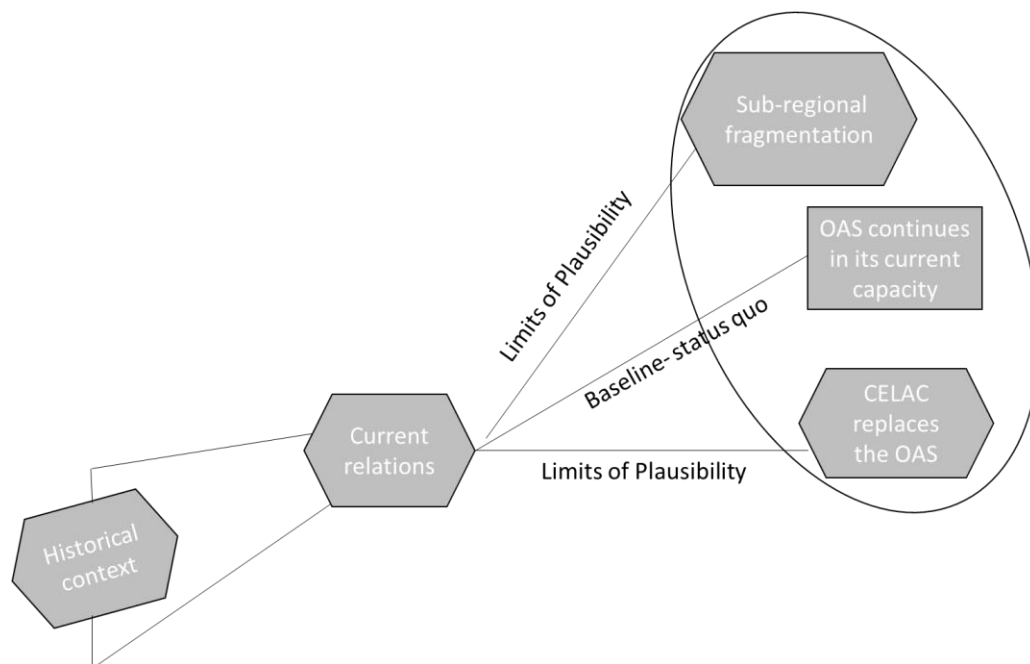 Sub-regional
fragmentation
OAS continues
in its current
capacity
Limits of Plausibility
Baseline- status quo
CELAC
replaces
the OAS
Current
relations
Limits of Plausibility
Historical
context